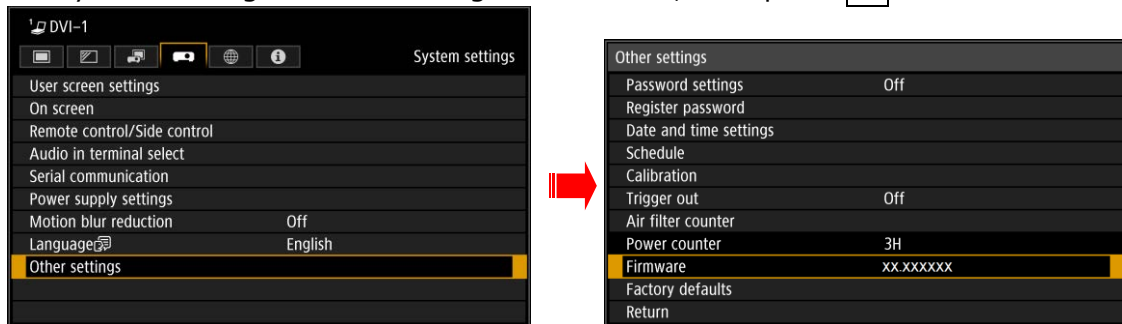 1 DVI-1
System settings
User screen settings
On screen
Remote control/Side control
Audio in terminal select
Serial communication
Power supply settings
Motion blur reduction Off
Language English
Other settings
Other settings
Password settings Off
Register password
Date and time settings
Schedule
Calibration
Trigger out Off
Air filter counter
Power counter 3H
Firmware xx.xxxxxx
Factory defaults
Return